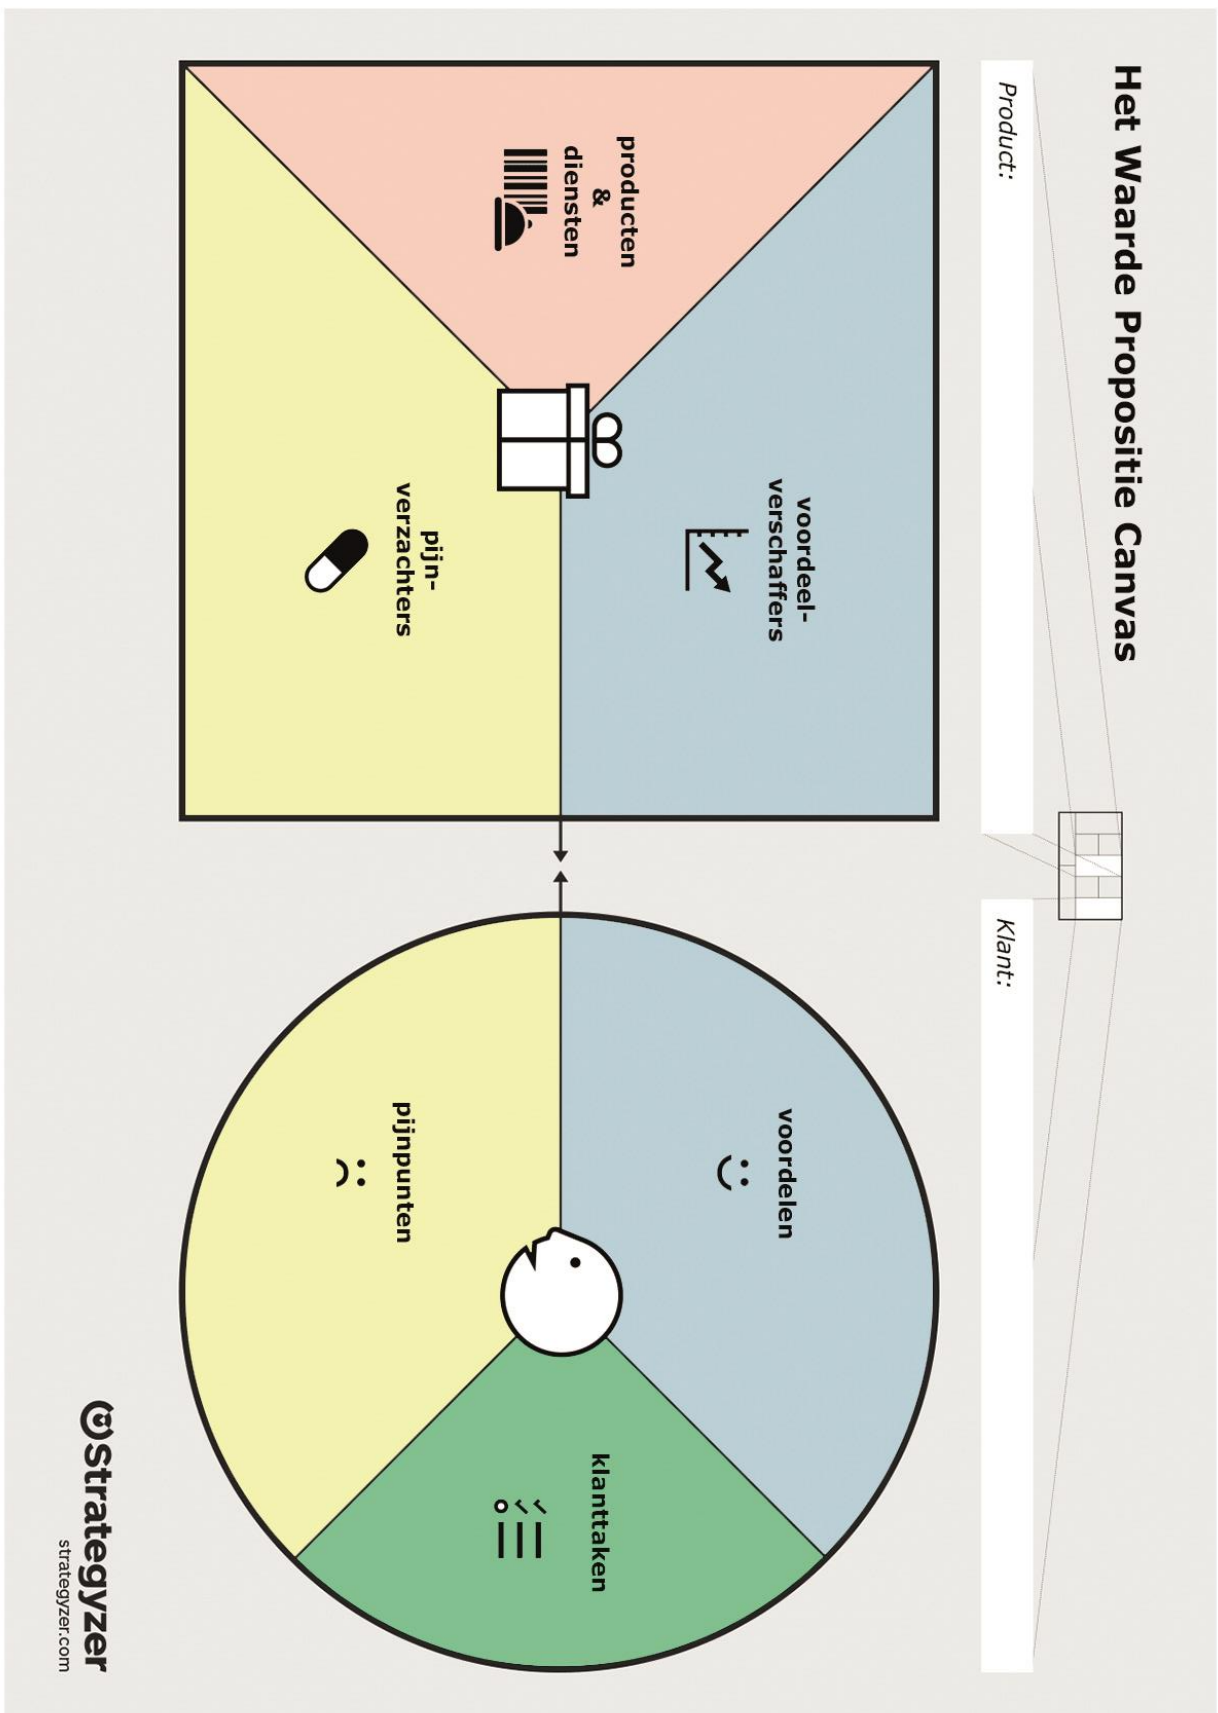 Het Waarde Propositie Canvas
Product:
Klant:
producten
&
diensten
voordeel-
verschaffers
pijn-
verzachters
voordelen
pijnpunten
klanttaken
strategyzer
strategyzer.com